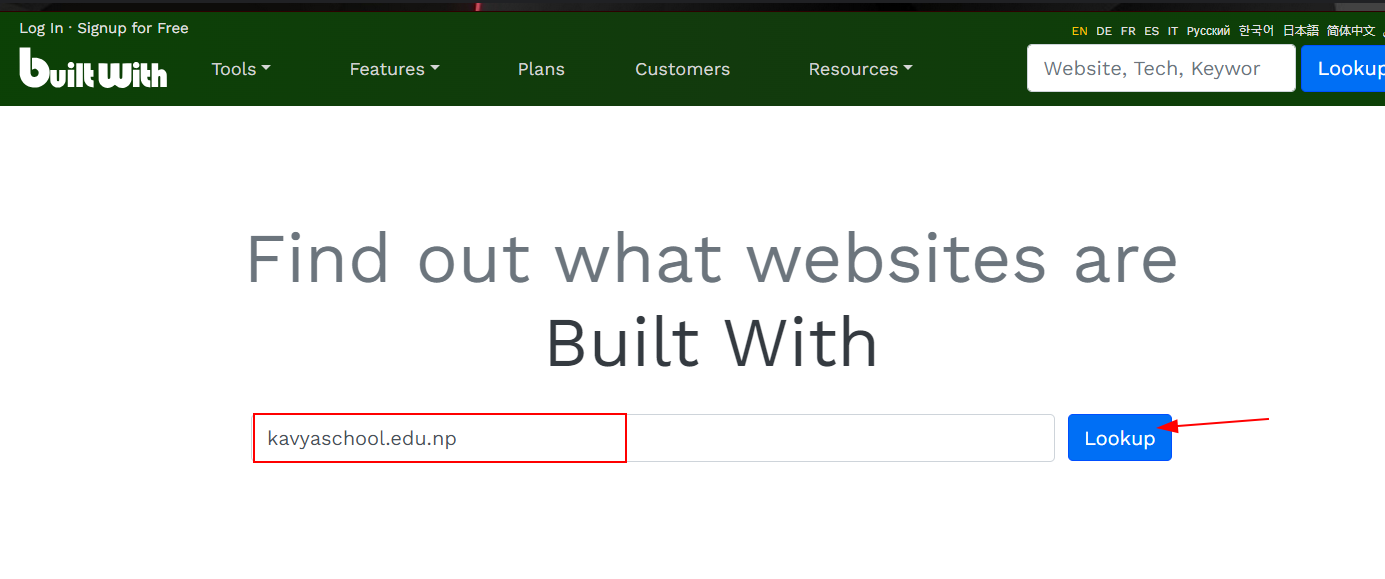 Log In · Signup for Free
EN DE FR ES IT Русский 한국어 日本語 简体中文
built with Tools Features Plans Customers Resources Website, Tech, Keywor Lookup
Find out what websites are
Built With
kavyaschool.edu.np Lookup